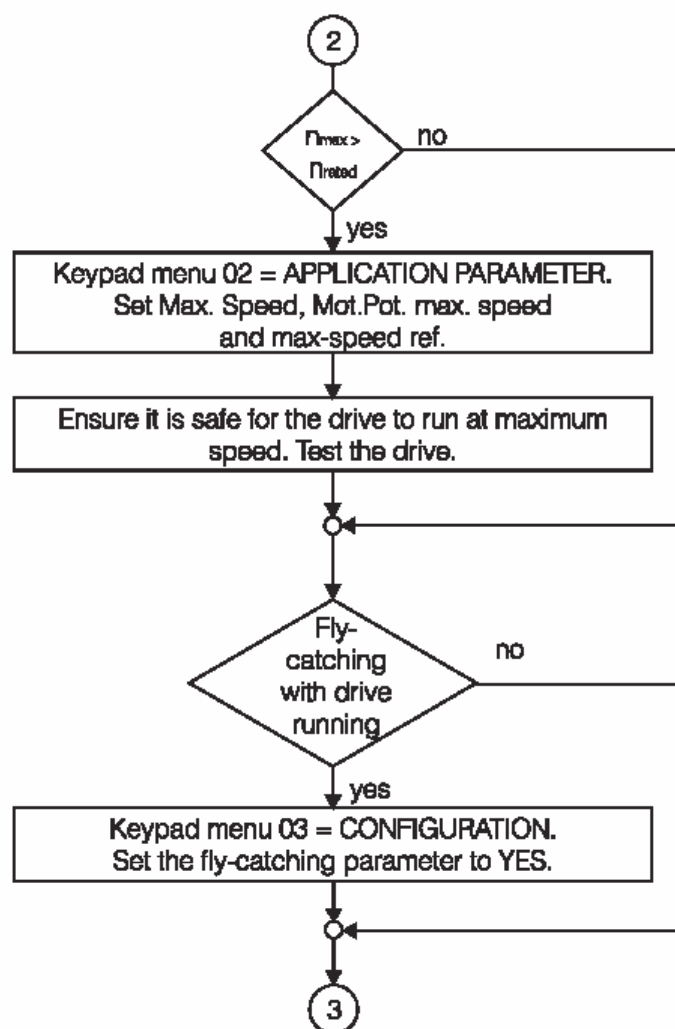 2
nmax >
nrated
no
yes
Keypad menu 02 = APPLICATION PARAMETER.
Set Max. Speed, Mot.Pot. max. speed
and max-speed ref.
Ensure it is safe for the drive to run at maximum
speed. Test the drive.
Fly-
catching
with drive
running
no
yes
Keypad menu 03 = CONFIGURATION.
Set the fly-catching parameter to YES.
3